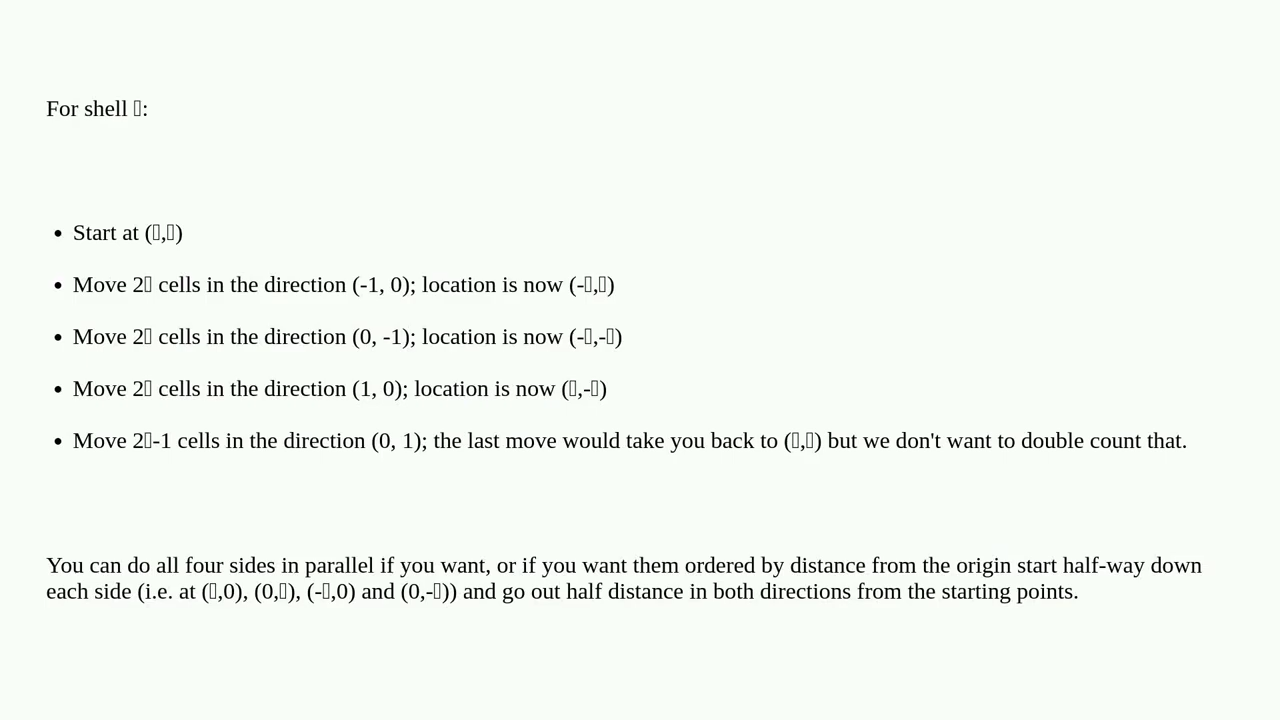 For shell 𝑛:
• Start at (𝑛,𝑛)
• Move 2𝑛 cells in the direction (-1, 0); location is now (-𝑛,𝑛)
• Move 2𝑛 cells in the direction (0, -1); location is now (-𝑛,-𝑛)
• Move 2𝑛 cells in the direction (1, 0); location is now (𝑛,-𝑛)
• Move 2𝑛-1 cells in the direction (0, 1); the last move would take you back to (𝑛,𝑛) but we don't want to double count that.
You can do all four sides in parallel if you want, or if you want them ordered by distance from the origin start half-way down
each side (i.e. at (𝑛,0), (0,𝑛), (-𝑛,0) and (0,-𝑛)) and go out half distance in both directions from the starting points.